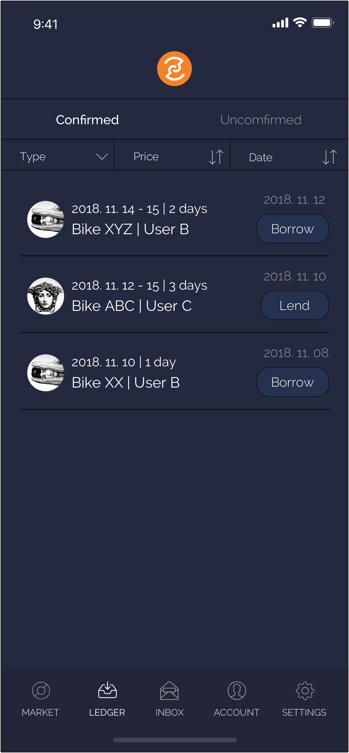 9:41
Confirmed
Uncomfirmed
Type
Price
Date
2018. 11. 14 - 15 | 2 days
2018. 11. 12
Bike XYZ | User B
Borrow
2018. 11. 12 - 15 | 3 days
2018. 11. 10
Bike ABC | User C
Lend
2018. 11. 10 | 1 day
2018. 11. 08
Bike XX | User B
Borrow
MARKET
LEDGER
INBOX
ACCOUNT
SETTINGS